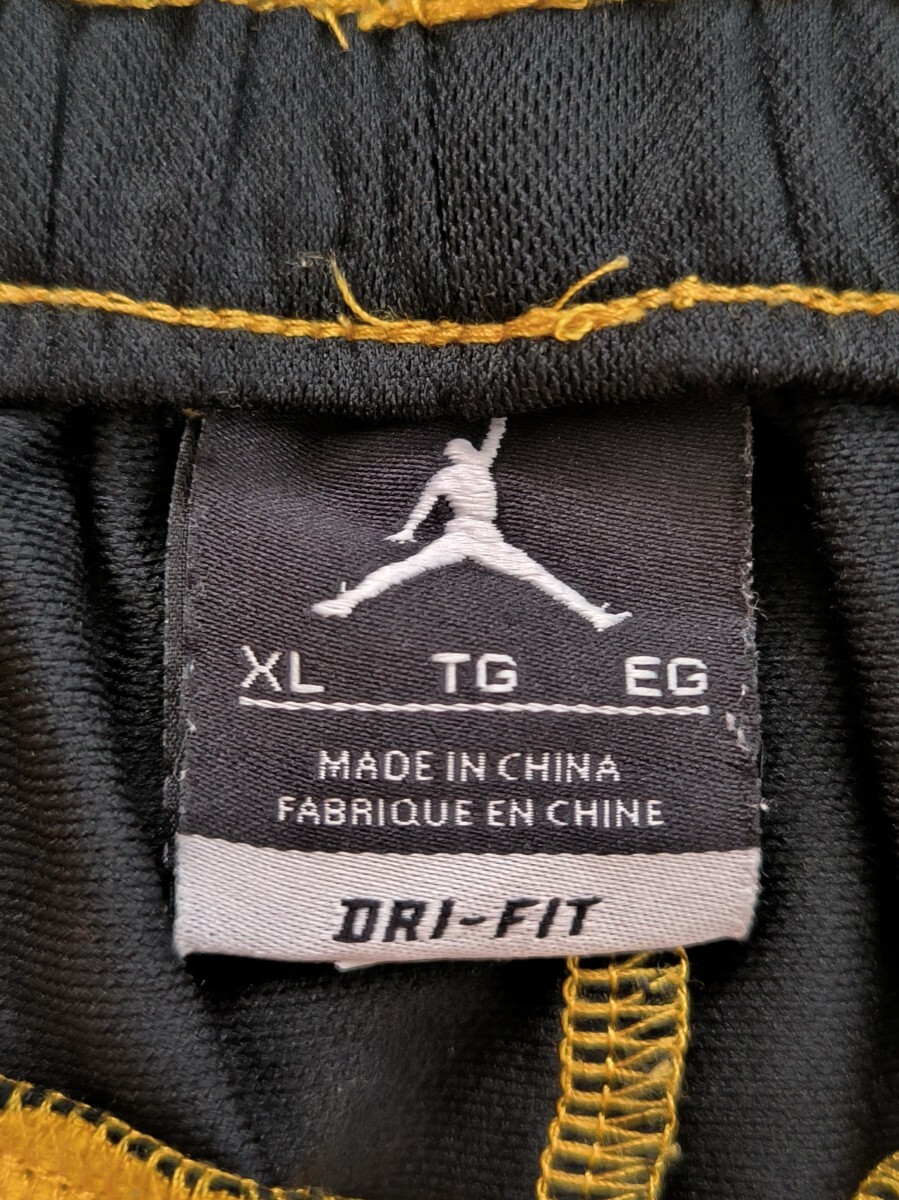 XL TG EG
MADE IN CHINA
FABRIQUE EN CHINE
DRI-FIT